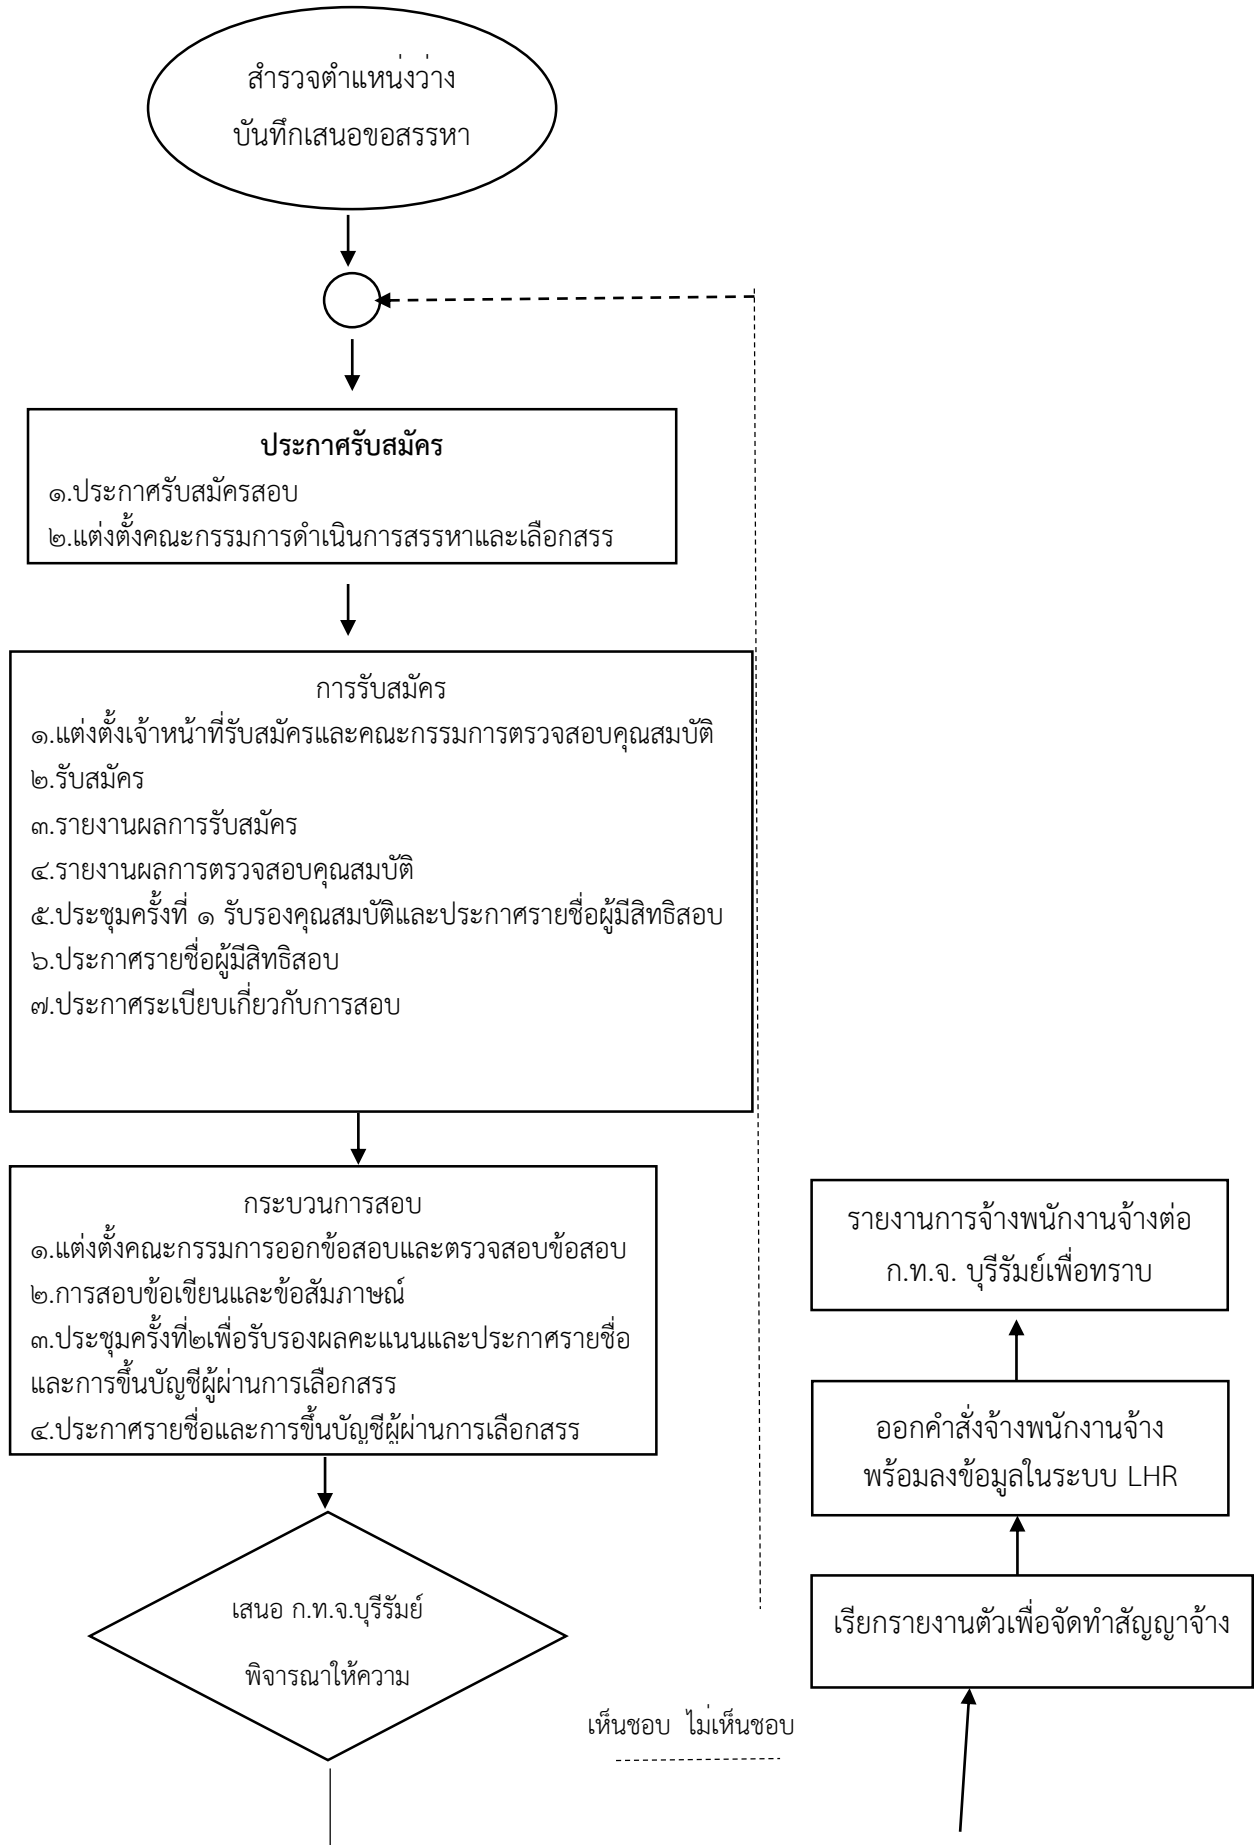 สำรวจตำแหน่งว่าง
บันทึกเสนอขอสรรหา
ประกาศรับสมัคร
๑.ประกาศรับสมัครสอบ
๒.แต่งตั้งคณะกรรมการดำเนินการสรรหาและเลือกสรร
การรับสมัคร
๑.แต่งตั้งเจ้าหน้าที่รับสมัครและคณะกรรมการตรวจสอบคุณสมบัติ
๒.รับสมัคร
๓.รายงานผลการรับสมัคร
๔.รายงานผลการตรวจสอบคุณสมบัติ
๕.ประชุมครั้งที่ ๑ รับรองคุณสมบัติและประกาศรายชื่อผู้มีสิทธิสอบ
๖.ประกาศรายชื่อผู้มีสิทธิสอบ
๗.ประกาศระเบียบเกี่ยวกับการสอบ
กระบวนการสอบ
๑.แต่งตั้งคณะกรรมการออกข้อสอบและตรวจสอบข้อสอบ
๒.การสอบข้อเขียนและข้อสัมภาษณ์
๓.ประชุมครั้งที่๒เพื่อรับรองผลคะแนนและประกาศรายชื่อ
และการขึ้นบัญชีผู้ผ่านการเลือกสรร
๔.ประกาศรายชื่อและการขึ้นบัญชีผู้ผ่านการเลือกสรร
เสนอ ก.ท.จ.บุรีรัมย์
พิจารณาให้ความ
เห็นชอบ ไม่เห็นชอบ
รายงานการจ้างพนักงานจ้างต่อ
ก.ท.จ. บุรีรัมย์เพื่อทราบ
ออกคำสั่งจ้างพนักงานจ้าง
พร้อมลงข้อมูลในระบบ LHR
เรียกรายงานตัวเพื่อจัดทำสัญญาจ้าง